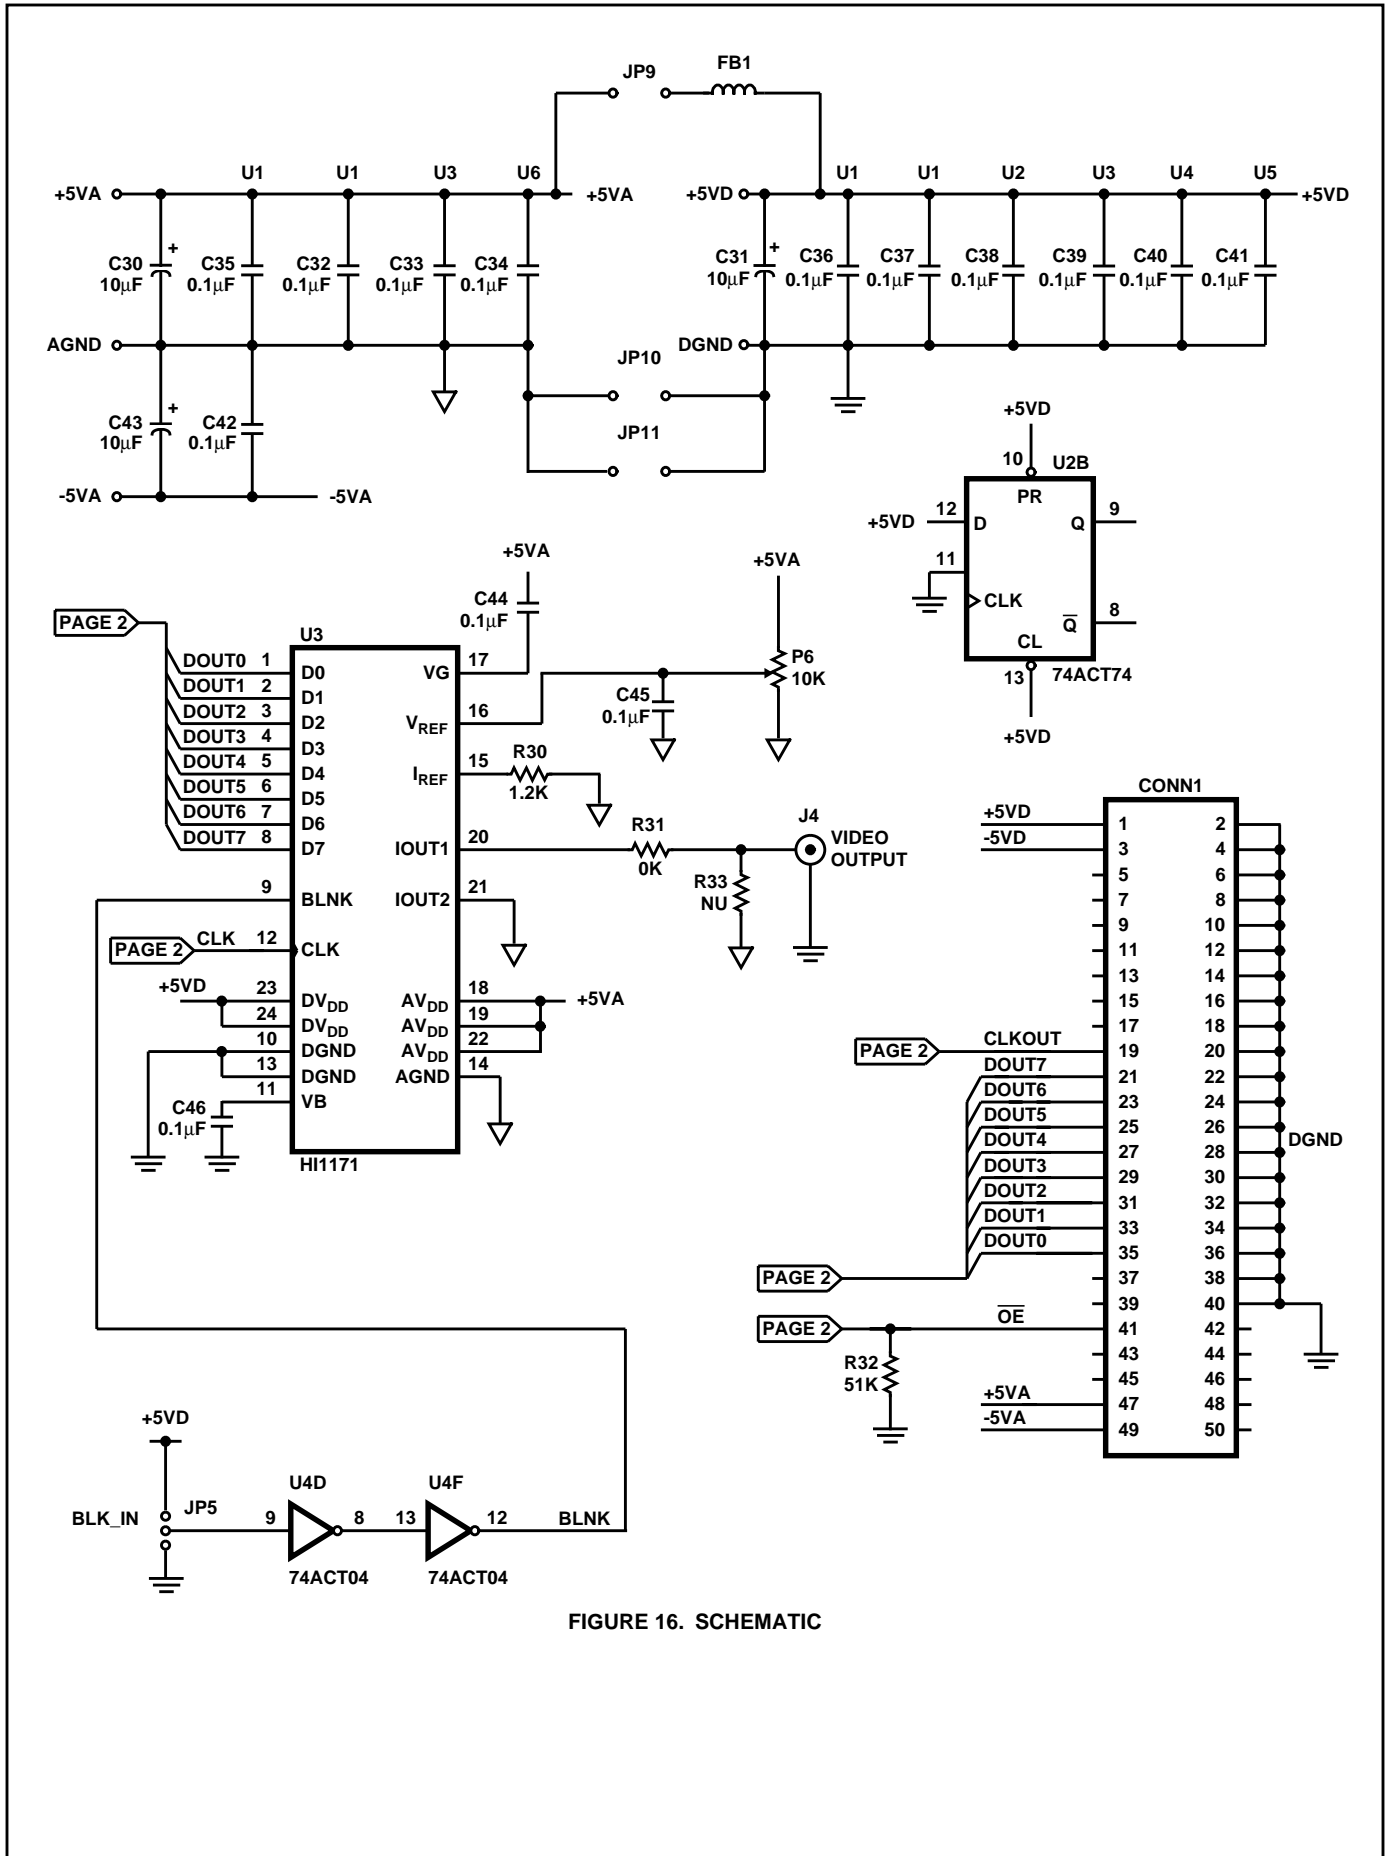 JP9 FB1
U1 U1 U3 U6 U1 U1 U2 U3 U4 U5
+5VA +5VA +5VD +5VD
C30 10µF + C35 0.1µF C32 0.1µF C33 0.1µF C34 0.1µF
C31 10µF + C36 0.1µF C37 0.1µF C38 0.1µF C39 0.1µF C40 0.1µF C41 0.1µF
AGND DGND
JP10
JP11
C43 10µF + C42 0.1µF
-5VA -5VA
+5VD
10 U2B
PR
+5VD 12 D Q 9
11 CLK Q̅ 8
CL
13 74ACT74
+5VD
+5VA
C44
0.1µF
+5VA
P6
10K
C45
0.1µF
PAGE 2
U3
DOUT0 1 D0
DOUT1 2 D1
DOUT2 3 D2
DOUT3 4 D3
DOUT4 5 D4
DOUT5 6 D5
DOUT6 7 D6
DOUT7 8 D7
9 BLNK
PAGE 2 CLK 12 CLK
+5VD 23 DVDD
24 DVDD
10 DGND
13 DGND
11 VB
C46
0.1µF
HI1171
VG 17
VREF 16
IREF 15
R30
1.2K
IOUT1 20
R31
0K
R33
NU
J4
VIDEO
OUTPUT
IOUT2 21
AVDD 18 +5VA
AVDD 19
AVDD 22
AGND 14
CONN1
+5VD 1 2
-5VD 3 4
5 6
7 8
9 10
11 12
13 14
15 16
17 18
PAGE 2 CLKOUT 19 20
DOUT7 21 22
DOUT6 23 24
DOUT5 25 26
DGND
DOUT4 27 28
DOUT3 29 30
DOUT2 31 32
DOUT1 33 34
DOUT0 35 36
PAGE 2 37 38
39 40
PAGE 2 O̅E̅ 41 42
43 44
R32
51K
45 46
+5VA 47 48
-5VA 49 50
+5VD
BLK_IN JP5
U4D
9 8
74ACT04
U4F
13 12
74ACT04
BLNK
FIGURE 16. SCHEMATIC